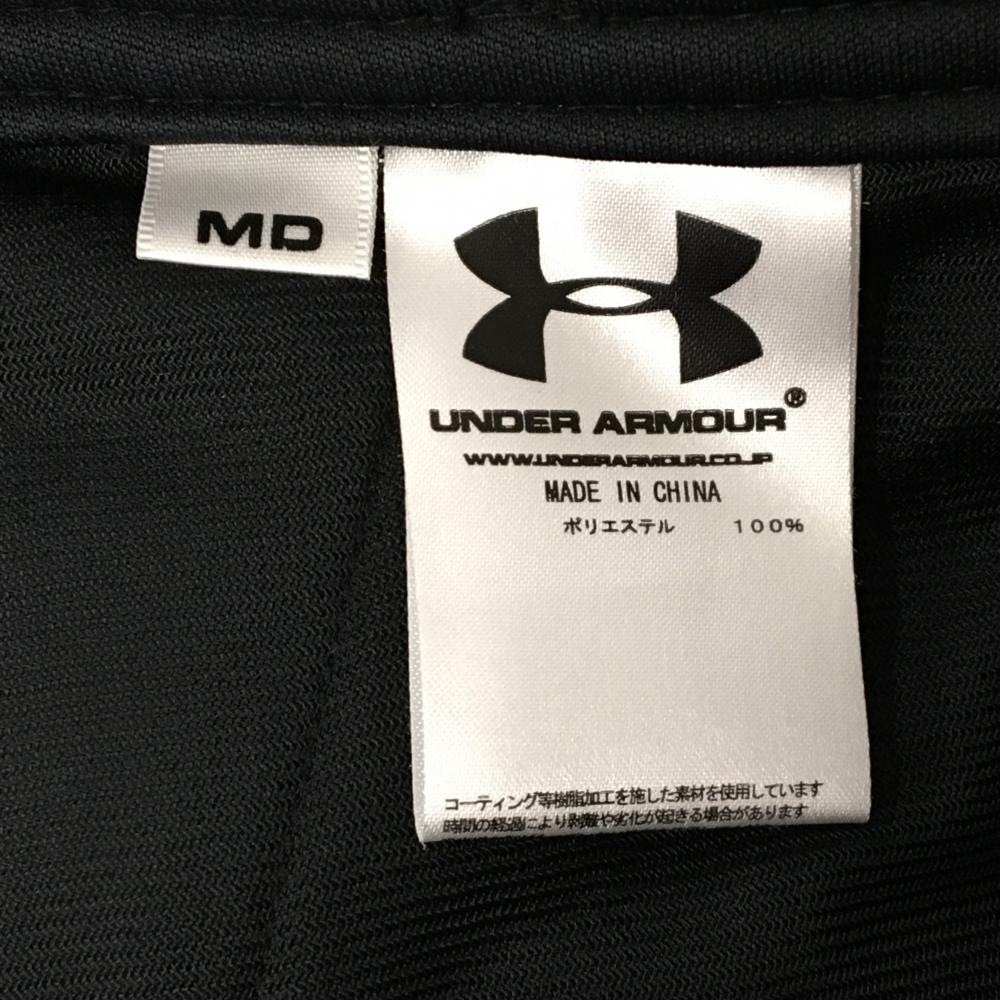 MD
UNDER ARMOUR®
WWW.UNDERARMOUR.CO.JP
MADE IN CHINA
ポリエステル 100%
コーティング等樹脂加工を施した素材を使用しています
時間の経過により剥離や劣化が起きる場合があります